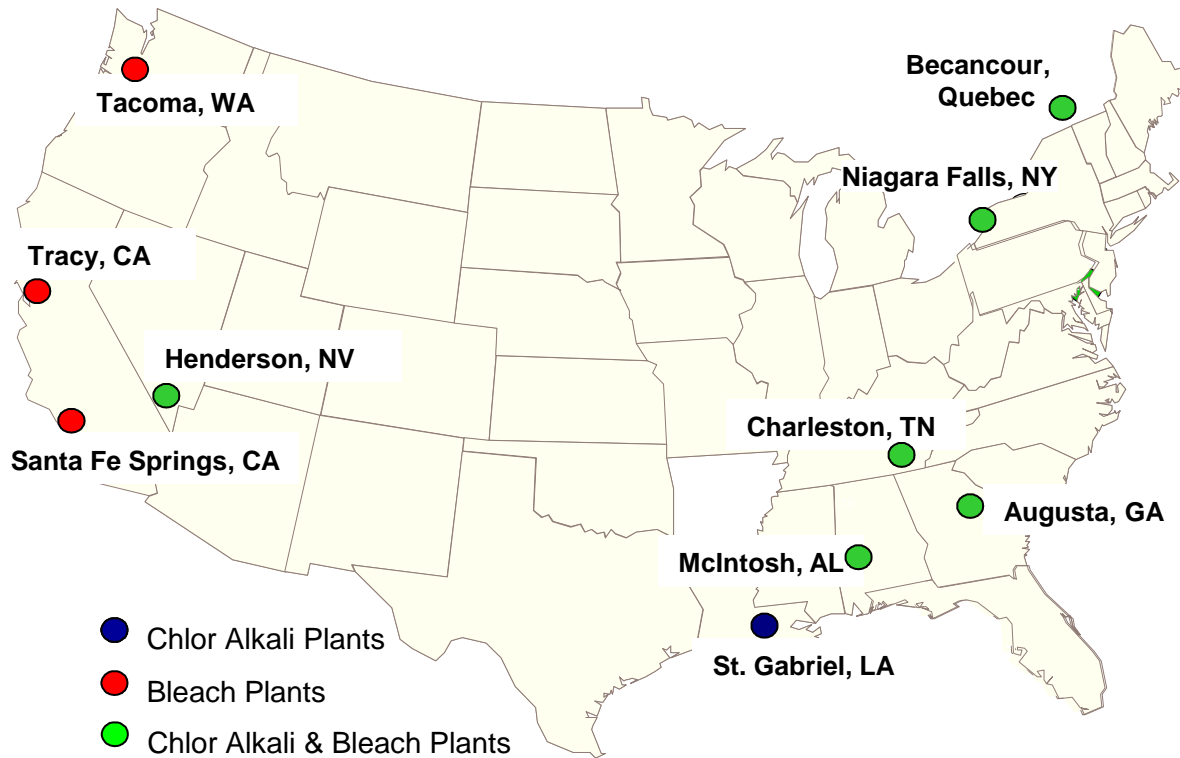 Becancour,
Quebec
Tacoma, WA
Niagara Falls, NY
Tracy, CA
Henderson, NV
Charleston, TN
Santa Fe Springs, CA
Augusta, GA
McIntosh, AL
St. Gabriel, LA
Chlor Alkali Plants
Bleach Plants
Chlor Alkali & Bleach Plants